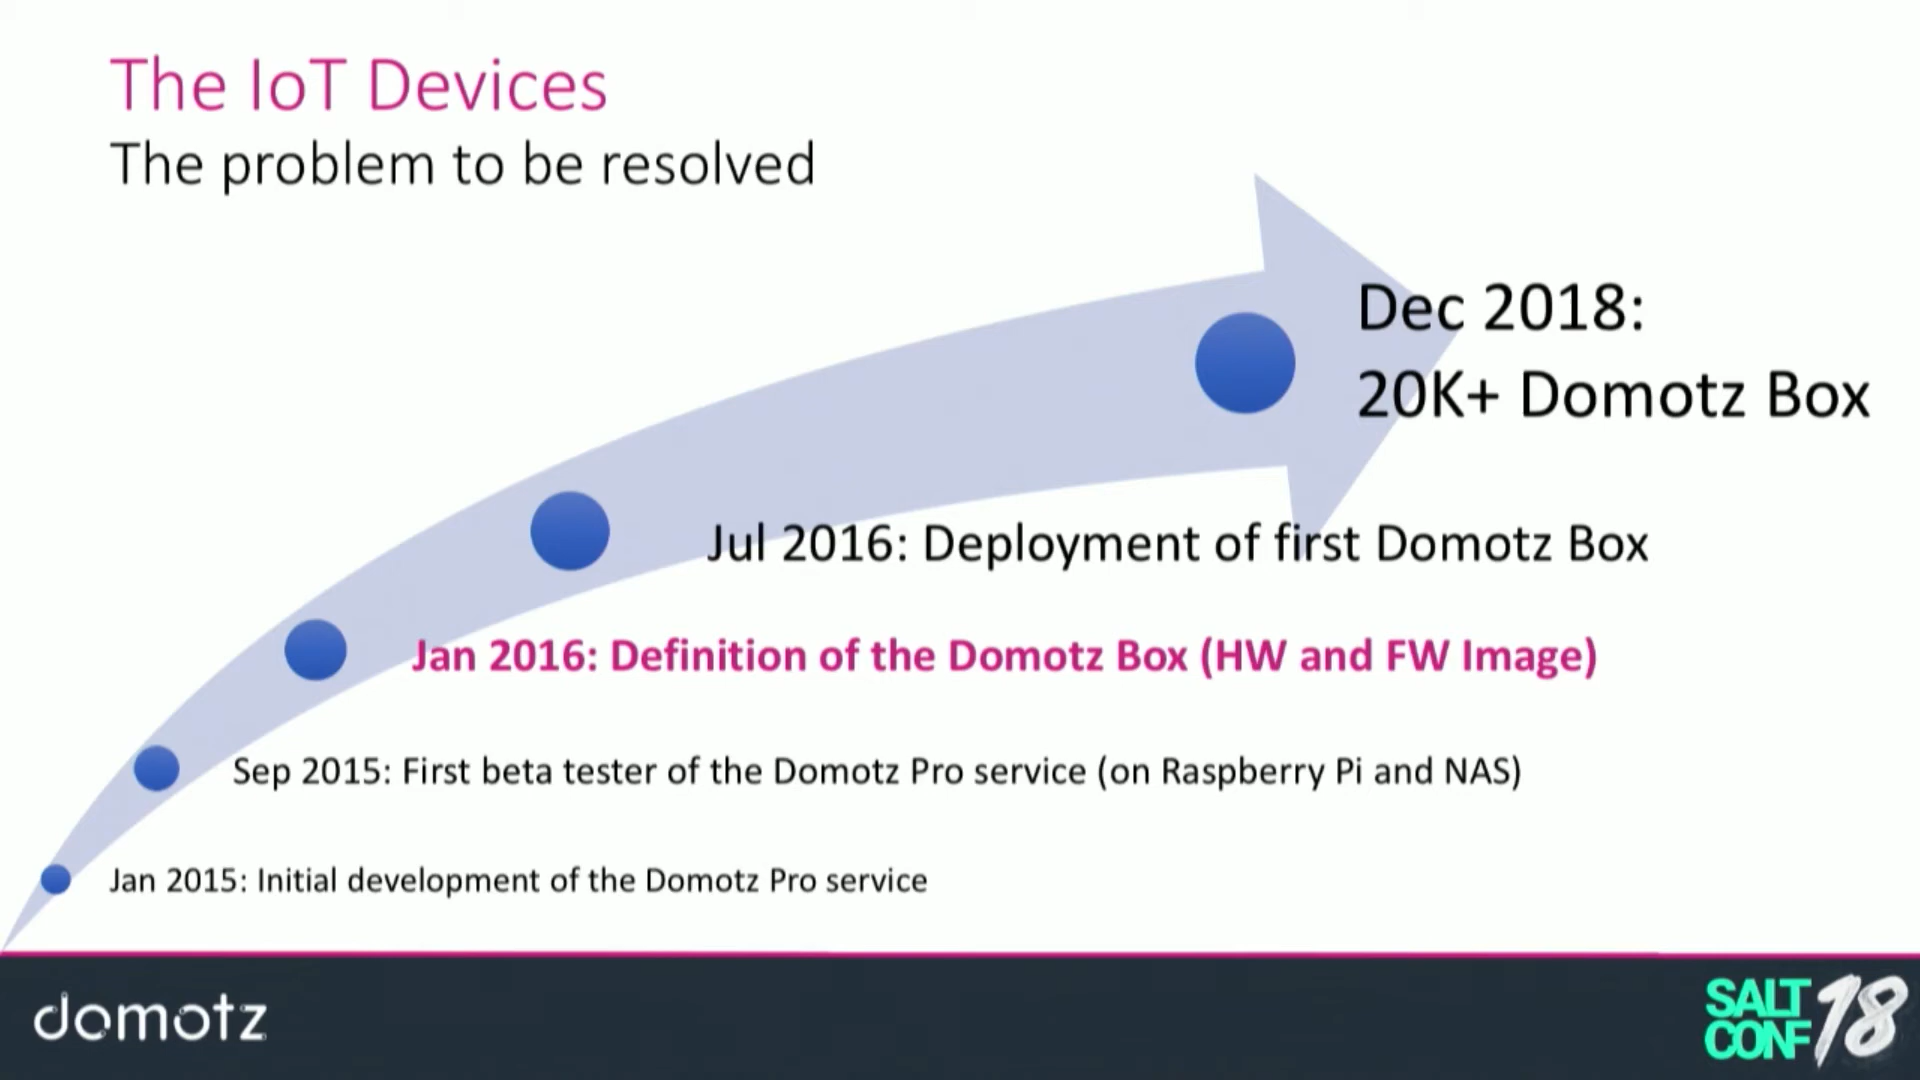 The IoT Devices
The problem to be resolved
Dec 2018:
20K+ Domotz Box
Jul 2016: Deployment of first Domotz Box
Jan 2016: Definition of the Domotz Box (HW and FW Image)
Sep 2015: First beta tester of the Domotz Pro service (on Raspberry Pi and NAS)
Jan 2015: Initial development of the Domotz Pro service
domotz
SALT
CONF 18